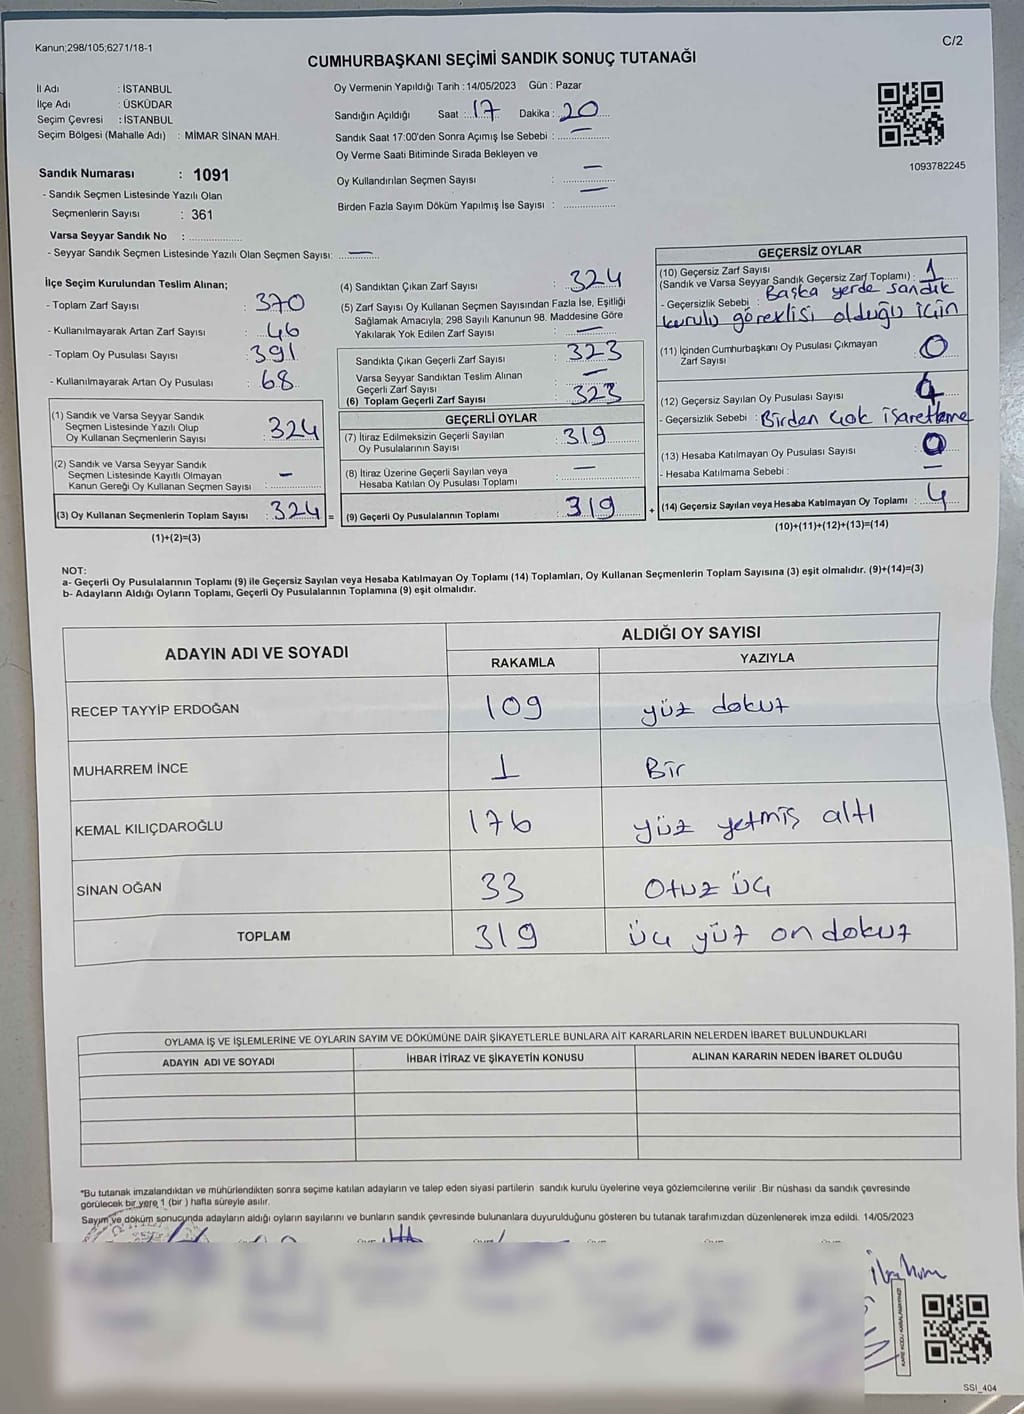 Kanun;298/105;6271/18-1
C/2
CUMHURBAŞKANI SEÇİMİ SANDIK SONUÇ TUTANAĞI
İl Adı : İSTANBUL
İlçe Adı : ÜSKÜDAR
Seçim Çevresi : İSTANBUL
Seçim Bölgesi (Mahalle Adı) : MİMAR SİNAN MAH.
Oy Vermenin Yapıldığı Tarih : 14/05/2023 Gün : Pazar
Sandığın Açıldığı Saat : 17 Dakika : 20
Sandık Saat 17:00'den Sonra Açımış İse Sebebi : —
Oy Verme Saati Bitiminde Sırada Bekleyen ve
Oy Kullandırılan Seçmen Sayısı : —
Birden Fazla Sayım Döküm Yapılmış İse Sayısı : —
1093782245
Sandık Numarası : 1091
- Sandık Seçmen Listesinde Yazılı Olan
Seçmenlerin Sayısı : 361
Varsa Seyyar Sandık No :
- Seyyar Sandık Seçmen Listesinde Yazılı Olan Seçmen Sayısı: —
İlçe Seçim Kurulundan Teslim Alınan;
- Toplam Zarf Sayısı : 370
- Kullanılmayarak Artan Zarf Sayısı : 46
- Toplam Oy Pusulası Sayısı : 391
- Kullanılmayarak Artan Oy Pusulası : 68
(1) Sandık ve Varsa Seyyar Sandık
Seçmen Listesinde Yazılı Olup
Oy Kullanan Seçmenlerin Sayısı : 324
(2) Sandık ve Varsa Seyyar Sandık
Seçmen Listesinde Kayıtlı Olmayan
Kanun Gereği Oy Kullanan Seçmen Sayısı : —
(3) Oy Kullanan Seçmenlerin Toplam Sayısı : 324 =
(1)+(2)=(3)
(4) Sandıktan Çıkan Zarf Sayısı : 324
(5) Zarf Sayısı Oy Kullanan Seçmen Sayısından Fazla İse, Eşitliği
Sağlamak Amacıyla; 298 Sayılı Kanunun 98. Maddesine Göre
Yakılarak Yok Edilen Zarf Sayısı : —
Sandıkta Çıkan Geçerli Zarf Sayısı : 323
Varsa Seyyar Sandıktan Teslim Alınan
Geçerli Zarf Sayısı : —
(6) Toplam Geçerli Zarf Sayısı : 323
GEÇERLİ OYLAR
(7) İtiraz Edilmeksizin Geçerli Sayılan
Oy Pusulalarının Sayısı : 319
(8) İtiraz Üzerine Geçerli Sayılan veya
Hesaba Katılan Oy Pusulası Toplamı : —
(9) Geçerli Oy Pusulalarının Toplamı : 319 +
GEÇERSİZ OYLAR
(10) Geçersiz Zarf Sayısı
(Sandık ve Varsa Seyyar Sandık Geçersiz Zarf Toplamı) : 1
- Geçersizlik Sebebi : Başka yerde sandık
kurulu göreklisi olduğu için
(11) İçinden Cumhurbaşkanı Oy Pusulası Çıkmayan
Zarf Sayısı : 0
(12) Geçersiz Sayılan Oy Pusulası Sayısı : 4
- Geçersizlik Sebebi : Birden çok işaretleme
(13) Hesaba Katılmayan Oy Pusulası Sayısı : 0
- Hesaba Katılmama Sebebi : —
(14) Geçersiz Sayılan veya Hesaba Katılmayan Oy Toplamı : 4
(10)+(11)+(12)+(13)=(14)
NOT:
a- Geçerli Oy Pusulalarının Toplamı (9) ile Geçersiz Sayılan veya Hesaba Katılmayan Oy Toplamı (14) Toplamları, Oy Kullanan Seçmenlerin Toplam Sayısına (3) eşit olmalıdır. (9)+(14)=(3)
b- Adayların Aldığı Oyların Toplamı, Geçerli Oy Pusulalarının Toplamına (9) eşit olmalıdır.
ADAYIN ADI VE SOYADI
ALDIĞI OY SAYISI
RAKAMLA YAZIYLA
RECEP TAYYİP ERDOĞAN 109 yüz dokuz
MUHARREM İNCE 1 Bir
KEMAL KILIÇDAROĞLU 176 yüz yetmiş altı
SİNAN OĞAN 33 Otuz üç
TOPLAM 319 üç yüz on dokuz
OYLAMA İŞ VE İŞLEMLERİNE VE OYLARIN SAYIM VE DÖKÜMÜNE DAİR ŞİKAYETLERLE BUNLARA AİT KARARLARIN NELERDEN İBARET BULUNDUKLARI
ADAYIN ADI VE SOYADI İHBAR İTİRAZ VE ŞİKAYETİN KONUSU ALINAN KARARIN NEDEN İBARET OLDUĞU
*Bu tutanak imzalandıktan ve mühürlendikten sonra seçime katılan adayların ve talep eden siyasi partilerin sandık kurulu üyelerine veya gözlemcilerine verilir .Bir nüshası da sandık çevresinde
görülecek bir yere 1 (bir ) hafta süreyle asılır.
Sayım ve döküm sonucunda adayların aldığı oyların sayılarını ve bunların sandık çevresinde bulunanlara duyurulduğunu gösteren bu tutanak tarafımızdan düzenlenerek imza edildi. 14/05/2023
SSI_404